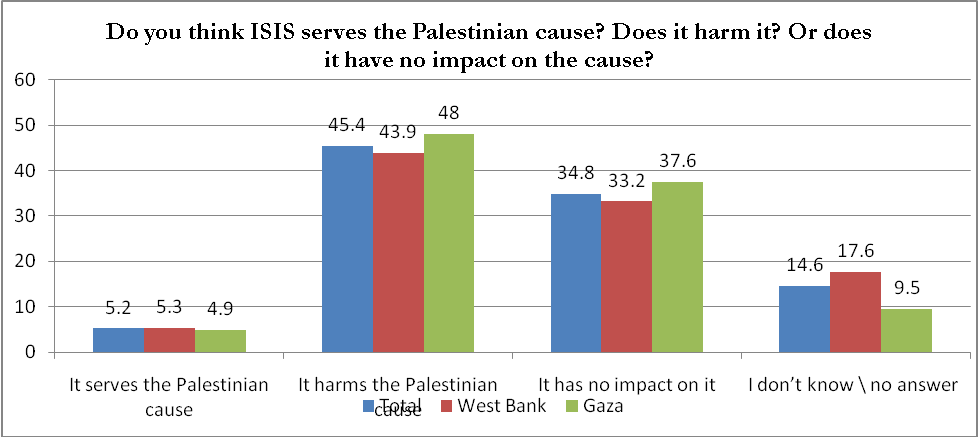 Do you think ISIS serves the Palestinian cause? Does it harm it? Or does
it have no impact on the cause?
60
50
40
30
20
10
0
5.2 5.3 4.9
45.4 43.9 48
34.8 33.2 37.6
14.6 17.6 9.5
It serves the Palestinian
cause
It harms the Palestinian
cause
It has no impact on it
I don't know \ no answer
Total West Bank Gaza